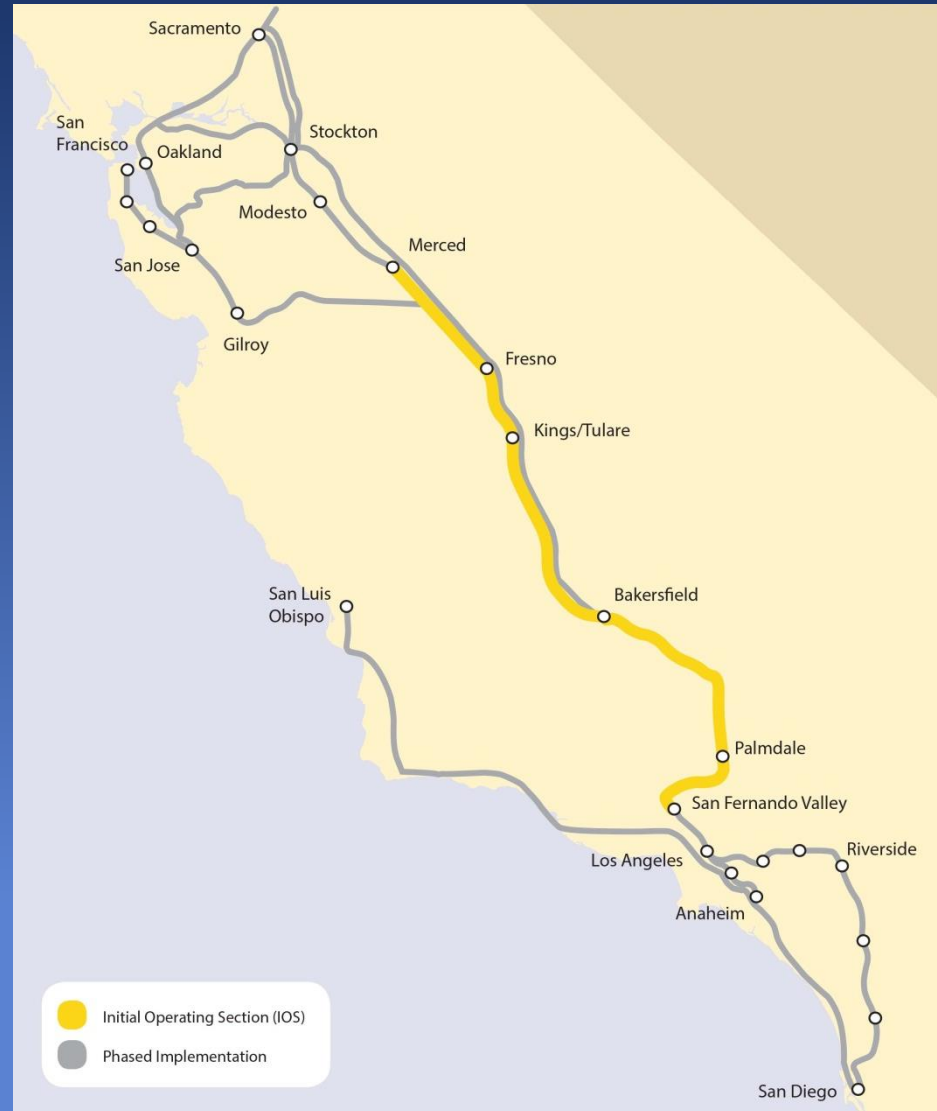 Sacramento
San
Francisco
Oakland
Stockton
Modesto
Merced
San Jose
Gilroy
Fresno
Kings/Tulare
San Luis
Obispo
Bakersfield
Palmdale
San Fernando Valley
Los Angeles
Riverside
Anaheim
Initial Operating Section (IOS)
Phased Implementation
San Diego